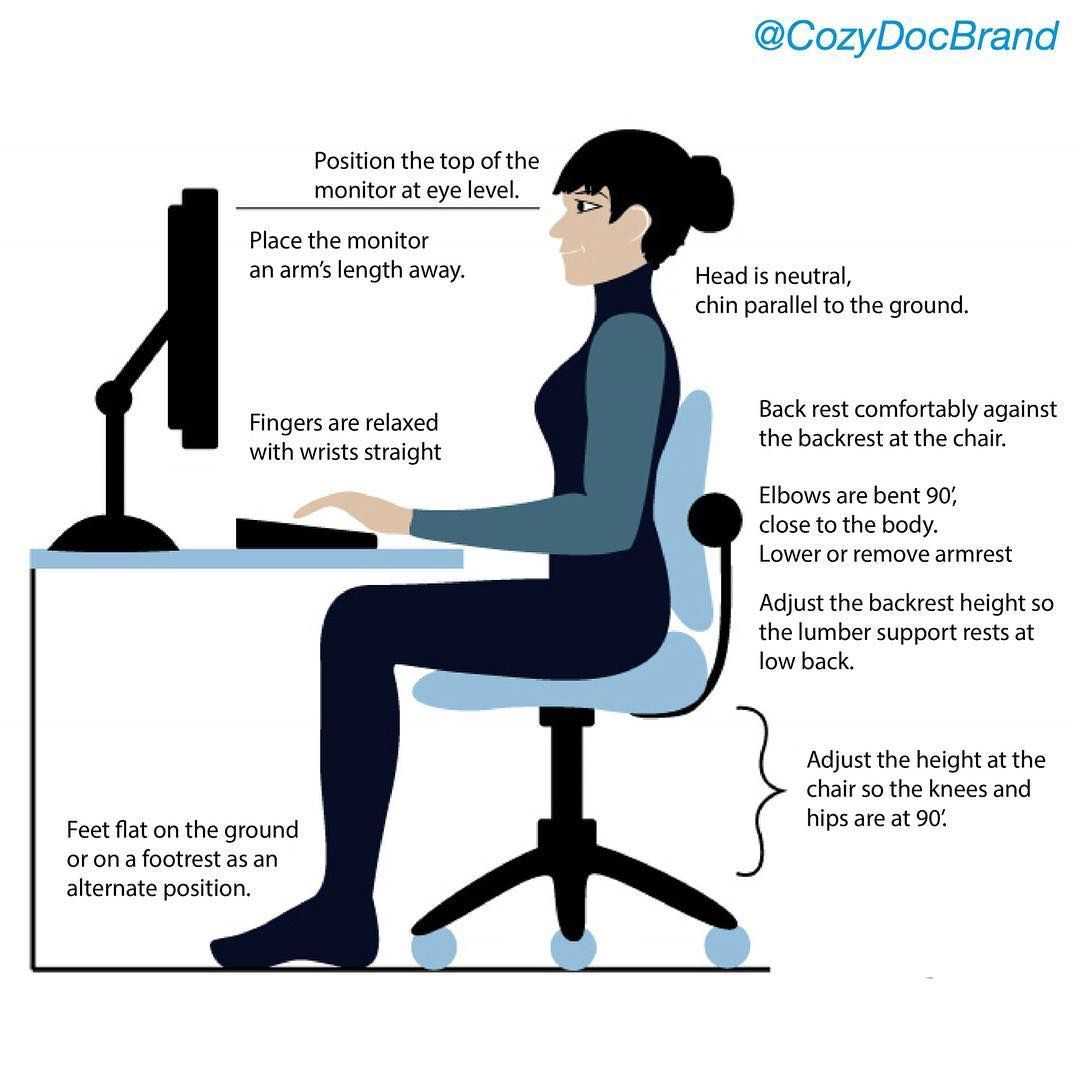 @CozyDocBrand
Position the top of the
monitor at eye level.
Place the monitor
an arm's length away.
Head is neutral,
chin parallel to the ground.
Fingers are relaxed
with wrists straight
Back rest comfortably against
the backrest at the chair.
Elbows are bent 90',
close to the body.
Lower or remove armrest
Adjust the backrest height so
the lumber support rests at
low back.
Adjust the height at the
chair so the knees and
hips are at 90'.
Feet flat on the ground
or on a footrest as an
alternate position.